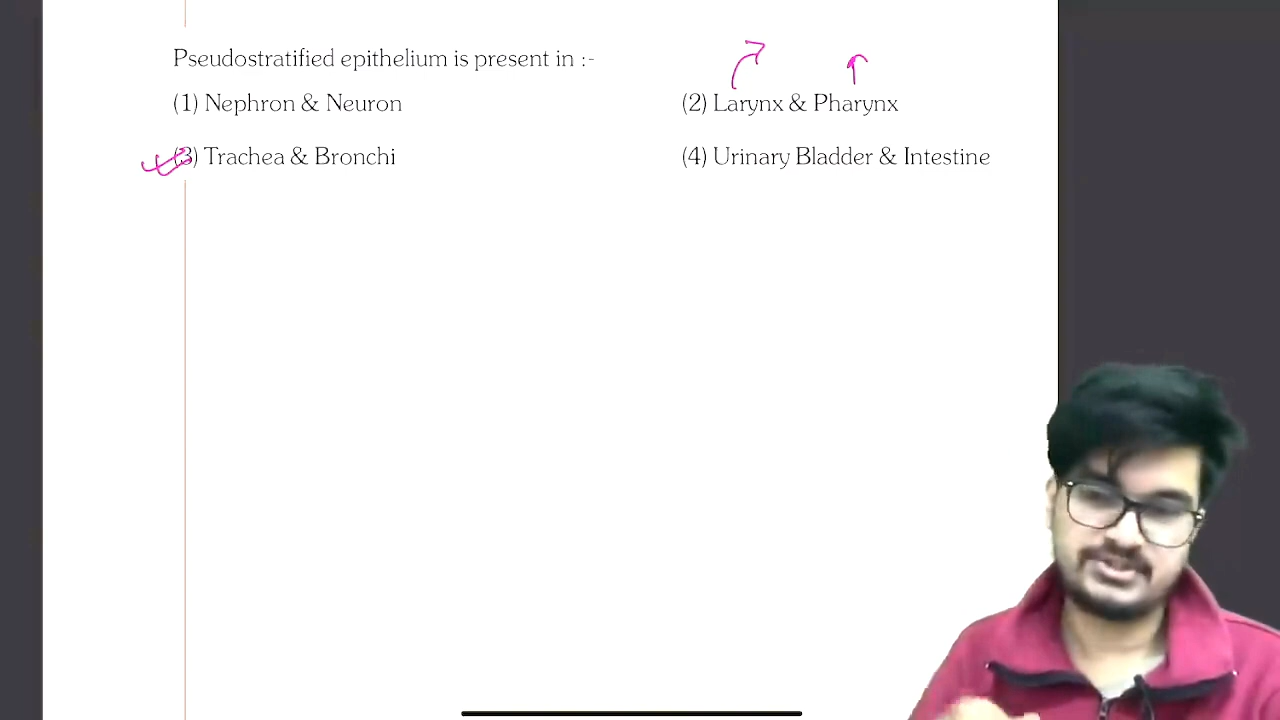 Pseudostratified epithelium is present in :-
(1) Nephron & Neuron
(2) Larynx & Pharynx
(3) Trachea & Bronchi
(4) Urinary Bladder & Intestine